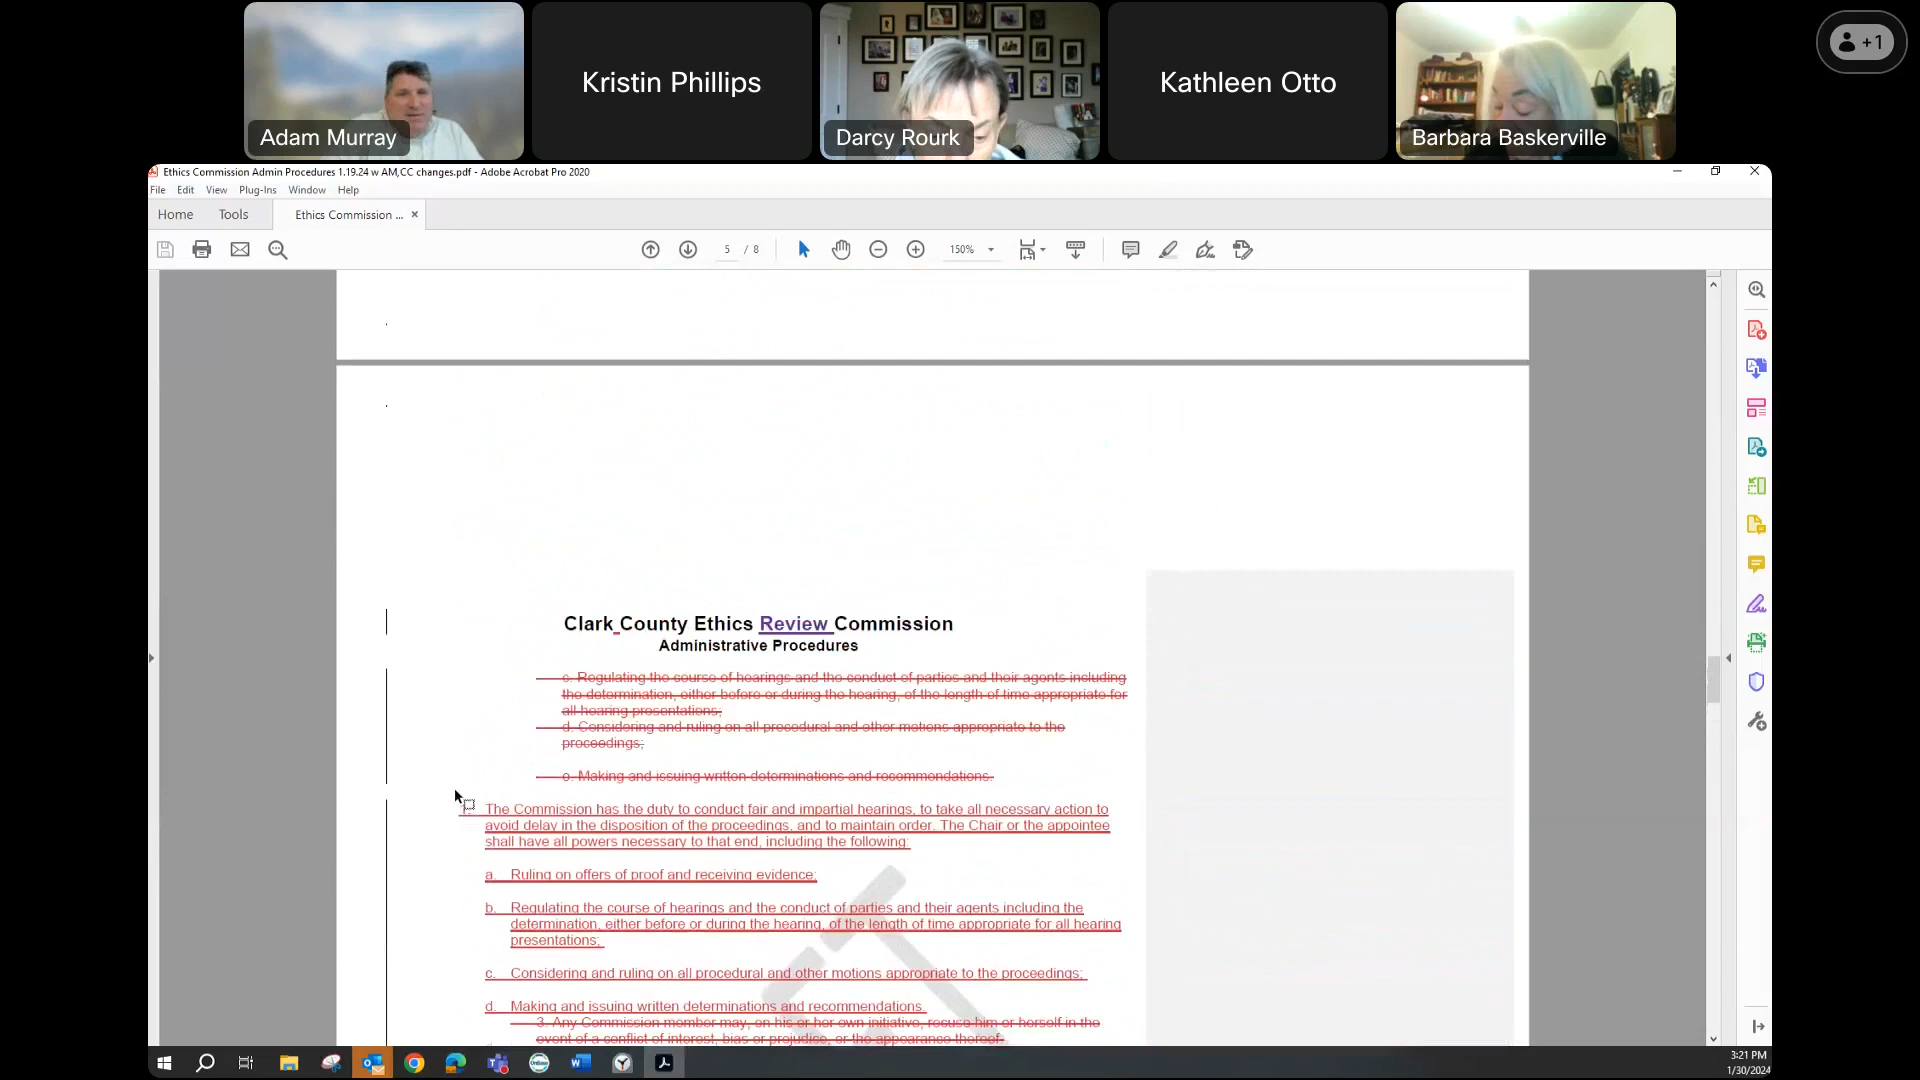 Adam Murray
Kristin Phillips
Darcy Rourk
Kathleen Otto
Barbara Baskerville
+1
Ethics Commission Admin Procedures 1.19.24 w AM,CC changes.pdf - Adobe Acrobat Pro 2020
File Edit View Plug-Ins Window Help
Home Tools Ethics Commission ... ×
5 / 8 150%
Clark County Ethics Review Commission
Administrative Procedures
c. Regulating the course of hearings and the conduct of parties and their agents including
the determination, either before or during the hearing, of the length of time appropriate for
all hearing presentations;
d. Considering and ruling on all procedural and other motions appropriate to the
proceedings;
e. Making and issuing written determinations and recommendations.
The Commission has the duty to conduct fair and impartial hearings, to take all necessary action to
avoid delay in the disposition of the proceedings, and to maintain order. The Chair or the appointee
shall have all powers necessary to that end, including the following:
a. Ruling on offers of proof and receiving evidence;
b. Regulating the course of hearings and the conduct of parties and their agents including the
determination, either before or during the hearing, of the length of time appropriate for all hearing
presentations;
c. Considering and ruling on all procedural and other motions appropriate to the proceedings;
d. Making and issuing written determinations and recommendations.
3. Any Commission member may, on his or her own initiative, recuse him or herself in the
event of a conflict of interest, bias or prejudice, or the appearance thereof.
3:21 PM
1/30/2024